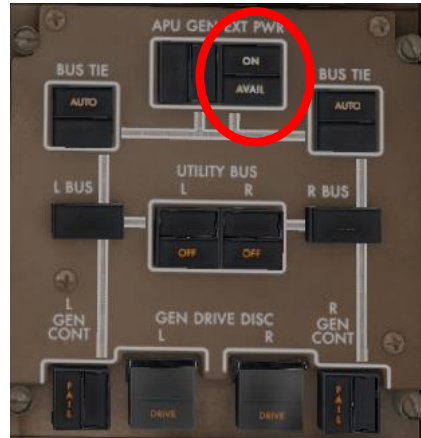 APU GEN EXT PWR
ON
AVAIL
BUS TIE
BUS TIE
AUTO
AUTO
UTILITY BUS
L R
L BUS
R BUS
OFF
OFF
L
GEN
CONT
GEN DRIVE DISC
L R
R
GEN
CONT
FAIL
DRIVE
DRIVE
FAIL